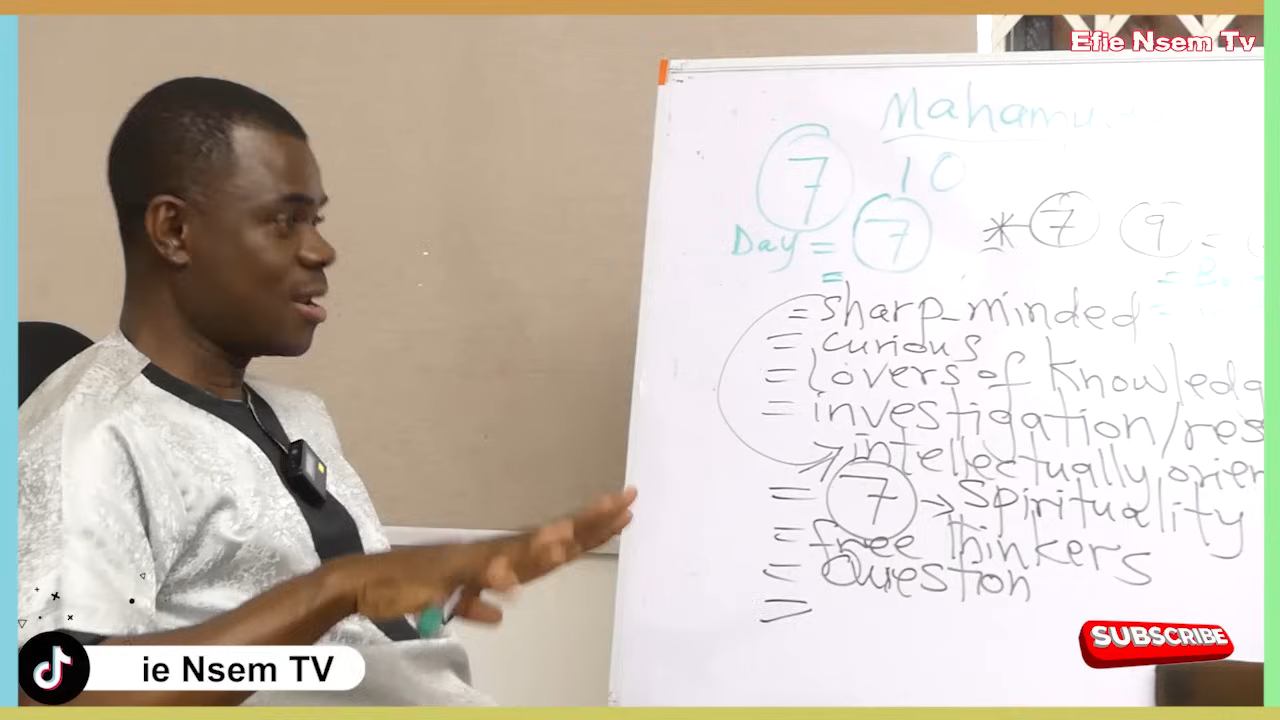 Efie Nsem Tv
7 10
Day = 7
* 7 9 =
= sharp-minded
= curious
= lovers of knowledg
= investigation/res
intellectually orien
= 7 → Spirituality
= free thinkers
= Question
=
SUBSCRIBE
ie Nsem TV